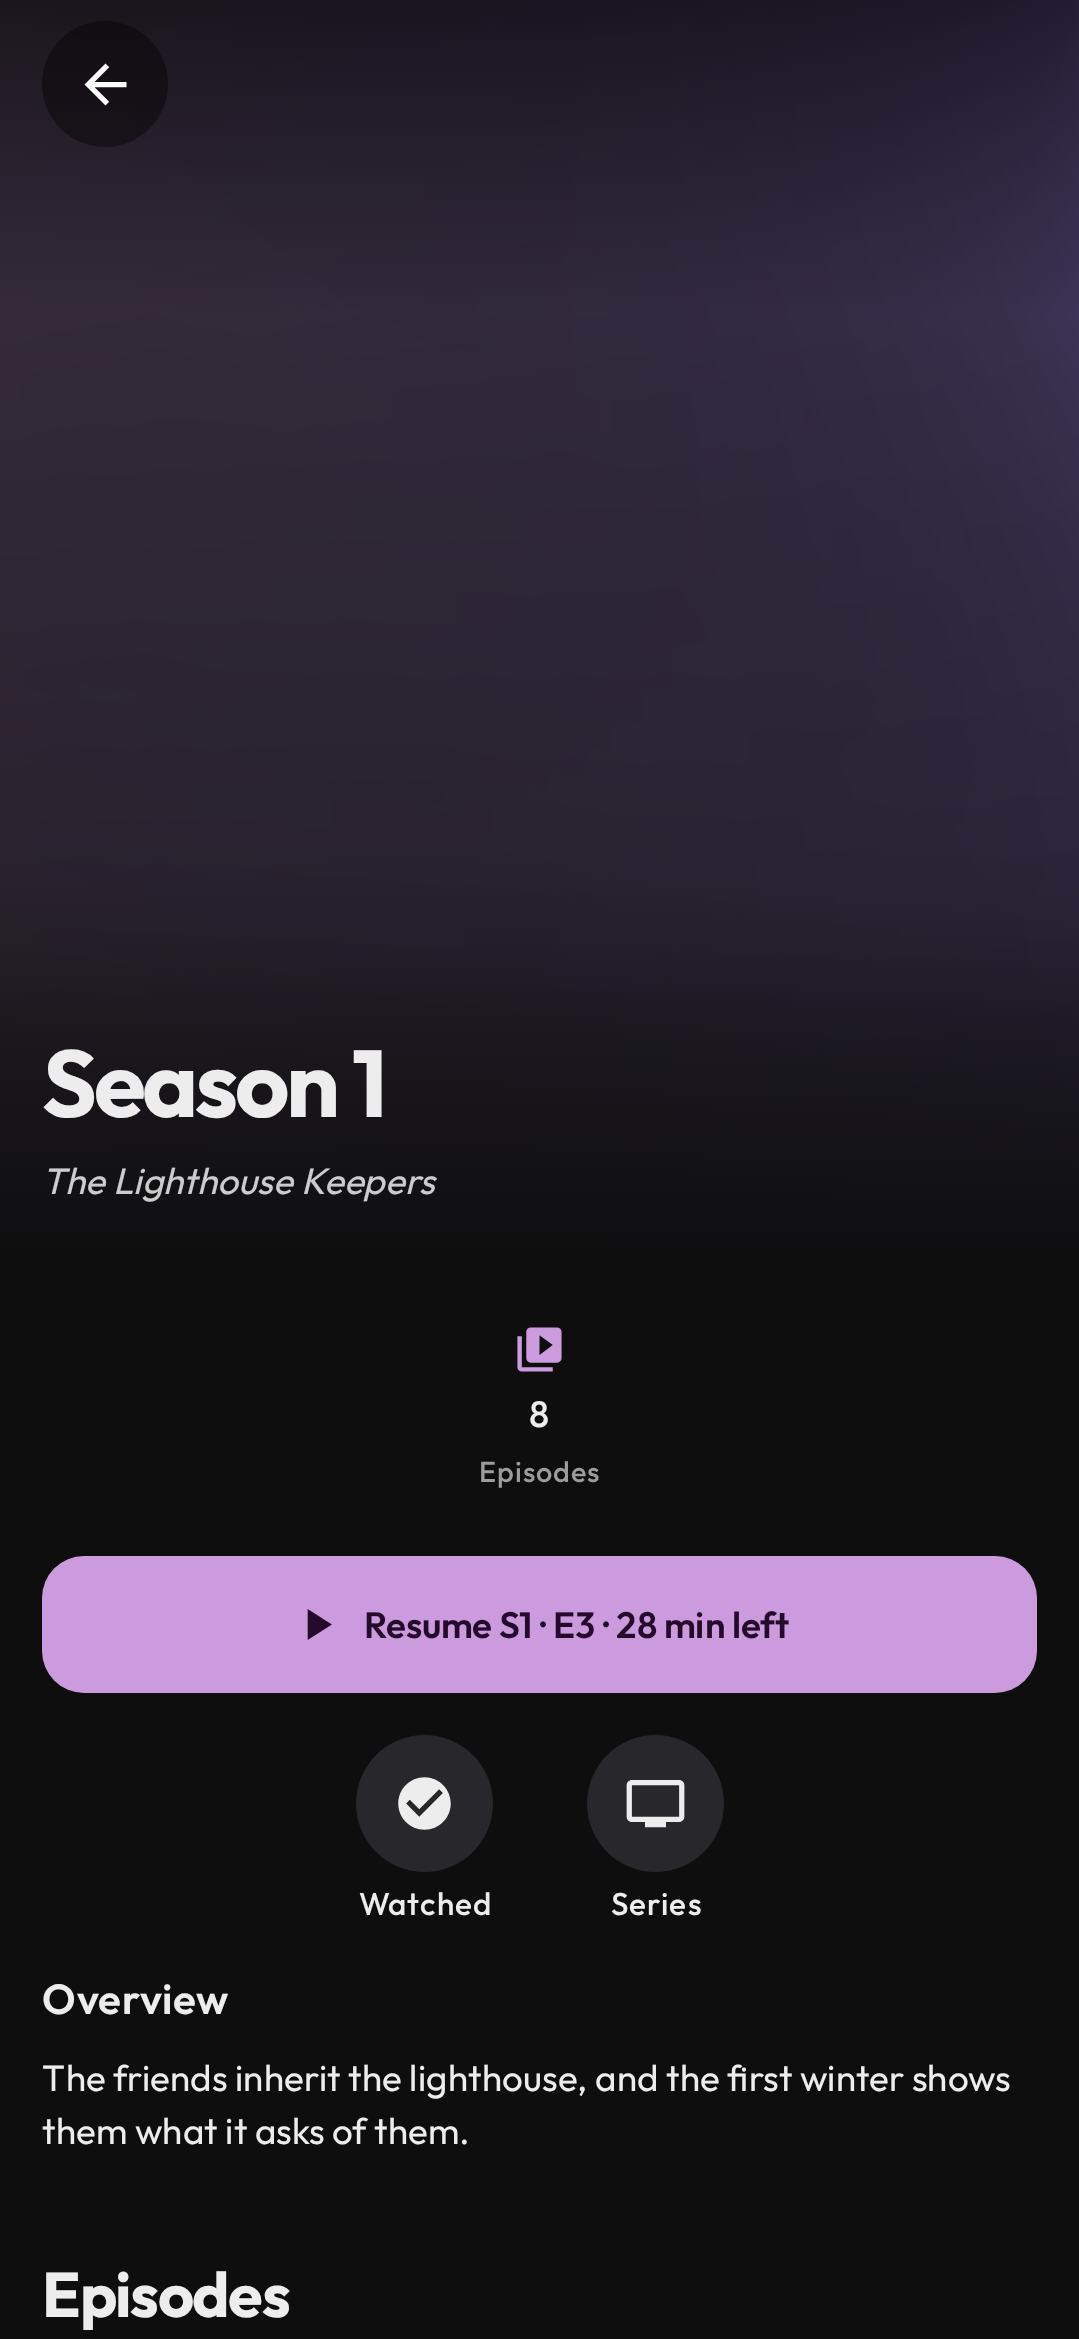 Season 1
The Lighthouse Keepers
8
Episodes
Resume S1 · E3 · 28 min left
Watched
Series
Overview
The friends inherit the lighthouse, and the first winter shows
them what it asks of them.
Episodes